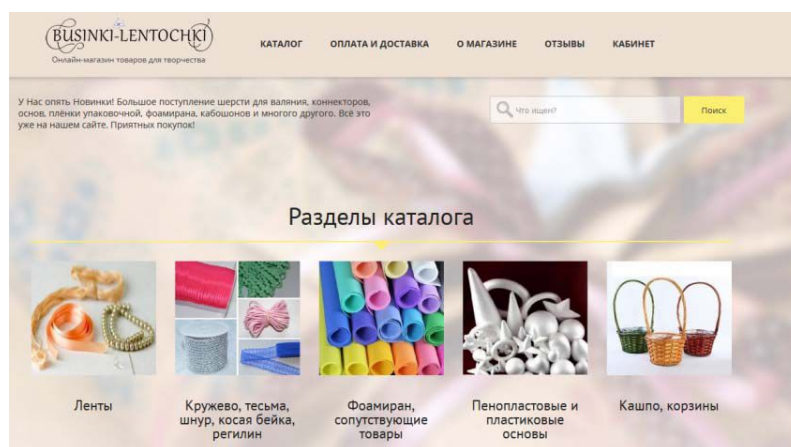 BUSINKI-LENTOCHKI
Онлайн-магазин товаров для творчества
КАТАЛОГ ОПЛАТА И ДОСТАВКА О МАГАЗИНЕ ОТЗЫВЫ КАБИНЕТ
У Нас опять Новинки! Большое поступление шерсти для валяния, коннекторов,
основ, плёнки упаковочной, фоамирана, кабошонов и многого другого. Всё это
уже на нашем сайте. Приятных покупок!
Что ищем?
Поиск
Разделы каталога
Ленты
Кружево, тесьма,
шнур, косая бейка,
регилин
Фоамиран,
сопутствующие
товары
Пенопластовые и
пластиковые
основы
Кашпо, корзины